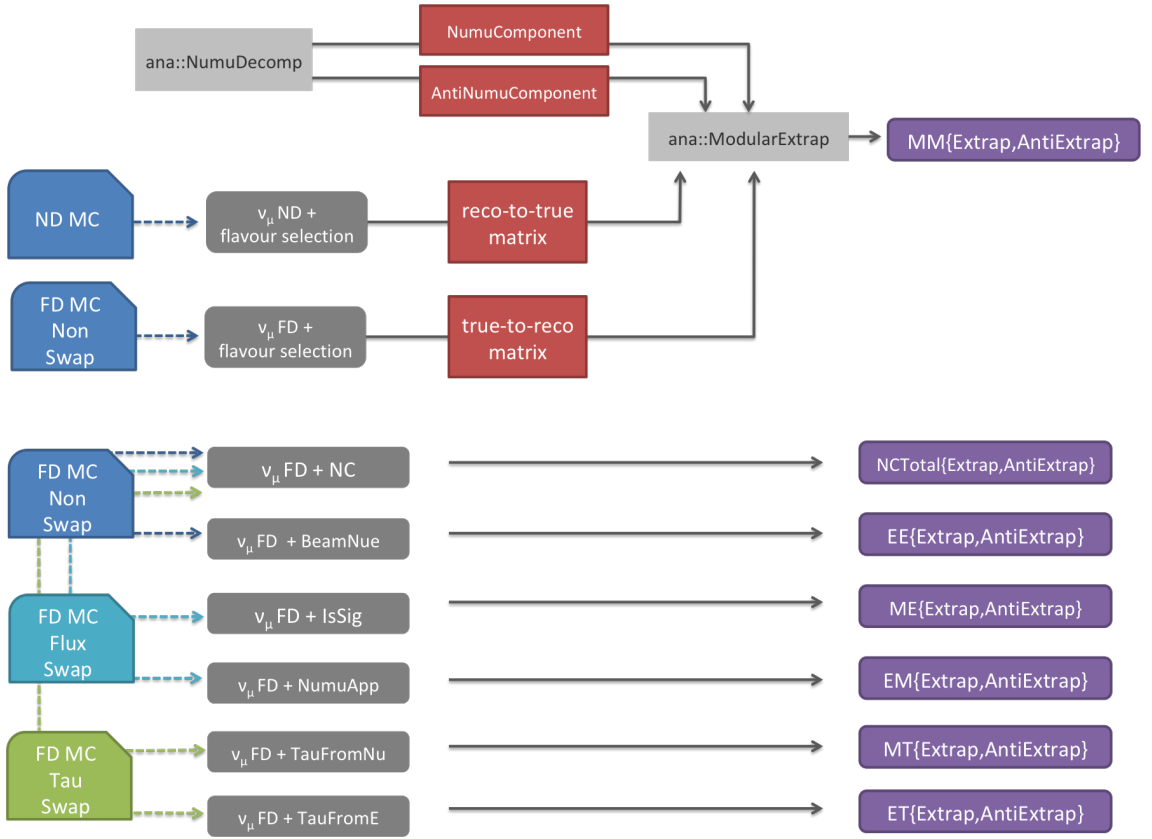 NumuComponent
ana::NumuDecomp
AntiNumuComponent
ana::ModularExtrap
MM{Extrap,AntiExtrap}
ND MC
νμ ND +
flavour selection
reco-to-true
matrix
FD MC
Non
Swap
νμ FD +
flavour selection
true-to-reco
matrix
FD MC
Non
Swap
νμ FD + NC
NCTotal{Extrap,AntiExtrap}
νμ FD + BeamNue
EE{Extrap,AntiExtrap}
FD MC
Flux
Swap
νμ FD + IsSig
ME{Extrap,AntiExtrap}
νμ FD + NumuApp
EM{Extrap,AntiExtrap}
FD MC
Tau
Swap
νμ FD + TauFromNu
MT{Extrap,AntiExtrap}
νμ FD + TauFromE
ET{Extrap,AntiExtrap}